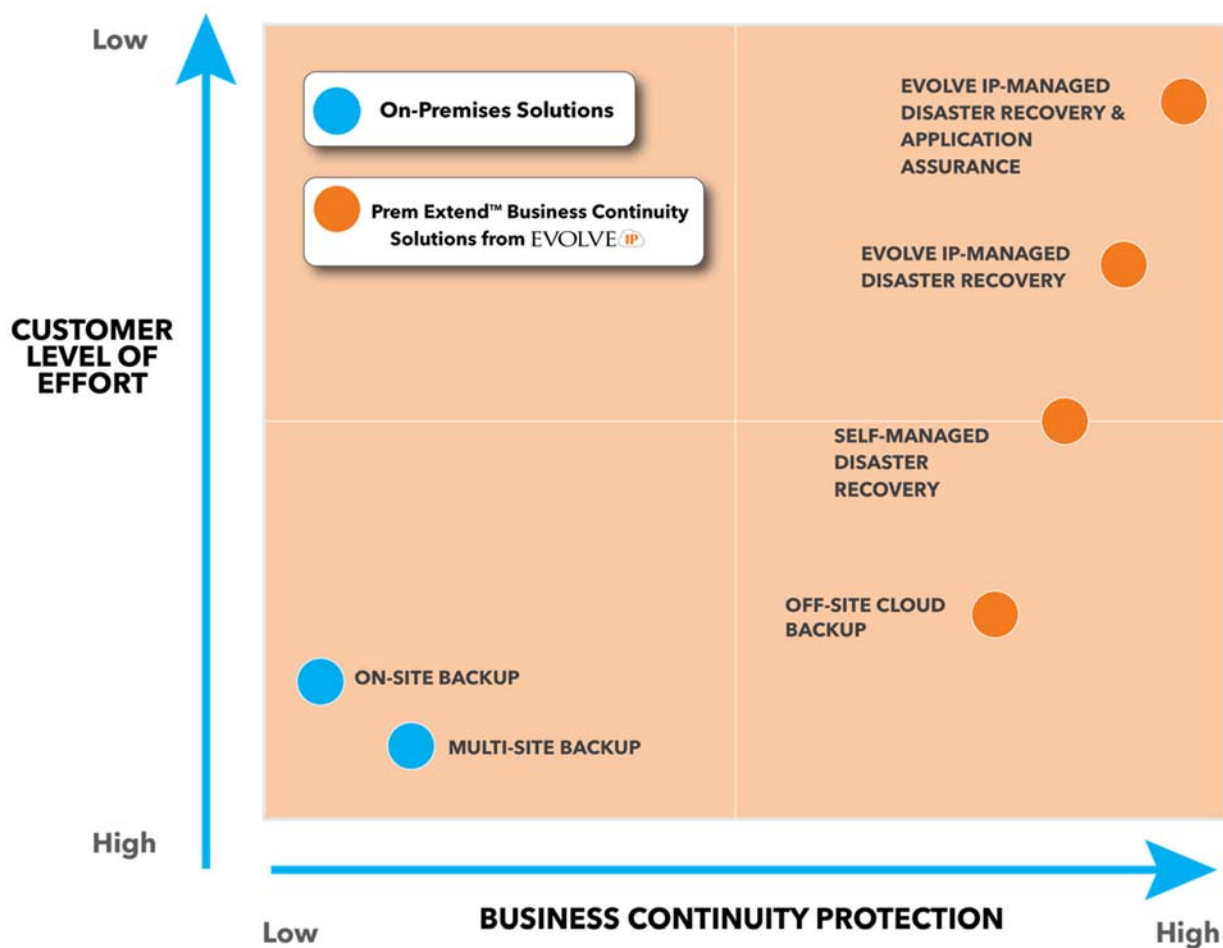 Low
On-Premises Solutions
Prem Extend™ Business Continuity
Solutions from EVOLVE IP
EVOLVE IP-MANAGED
DISASTER RECOVERY &
APPLICATION
ASSURANCE
EVOLVE IP-MANAGED
DISASTER RECOVERY
CUSTOMER
LEVEL OF
EFFORT
SELF-MANAGED
DISASTER
RECOVERY
OFF-SITE CLOUD
BACKUP
ON-SITE BACKUP
MULTI-SITE BACKUP
High
Low
BUSINESS CONTINUITY PROTECTION
High